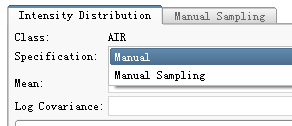 Intensity Distribution Manual Sampling
Class: AIR
Specification: Manual
Manual Sampling
Mean:
Log Covariance: